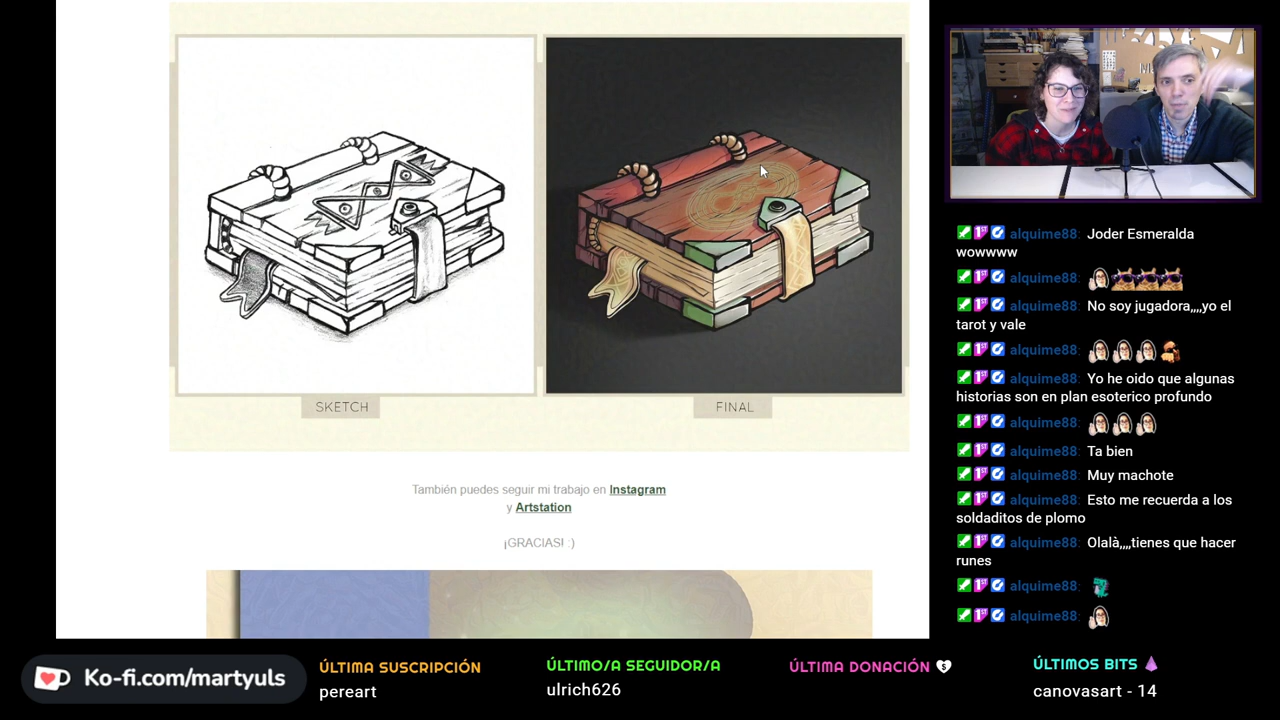 SKETCH
FINAL
También puedes seguir mi trabajo en Instagram
y Artstation
¡GRACIAS! :)
alquime88: Joder Esmeralda
wowwww
alquime88:
alquime88: No soy jugadora,,,,yo el
tarot y vale
alquime88:
alquime88: Yo he oido que algunas
historias son en plan esoterico profundo
alquime88:
alquime88: Ta bien
alquime88: Muy machote
alquime88: Esto me recuerda a los
soldaditos de plomo
alquime88: Olalà,,,,tienes que hacer
runes
alquime88:
alquime88:
Ko-fi.com/martyuls
ÚLTIMA SUSCRIPCIÓN
pereart
ÚLTIMO/A SEGUIDOR/A
ulrich626
ÚLTIMA DONACIÓN
ÚLTIMOS BITS
canovasart - 14